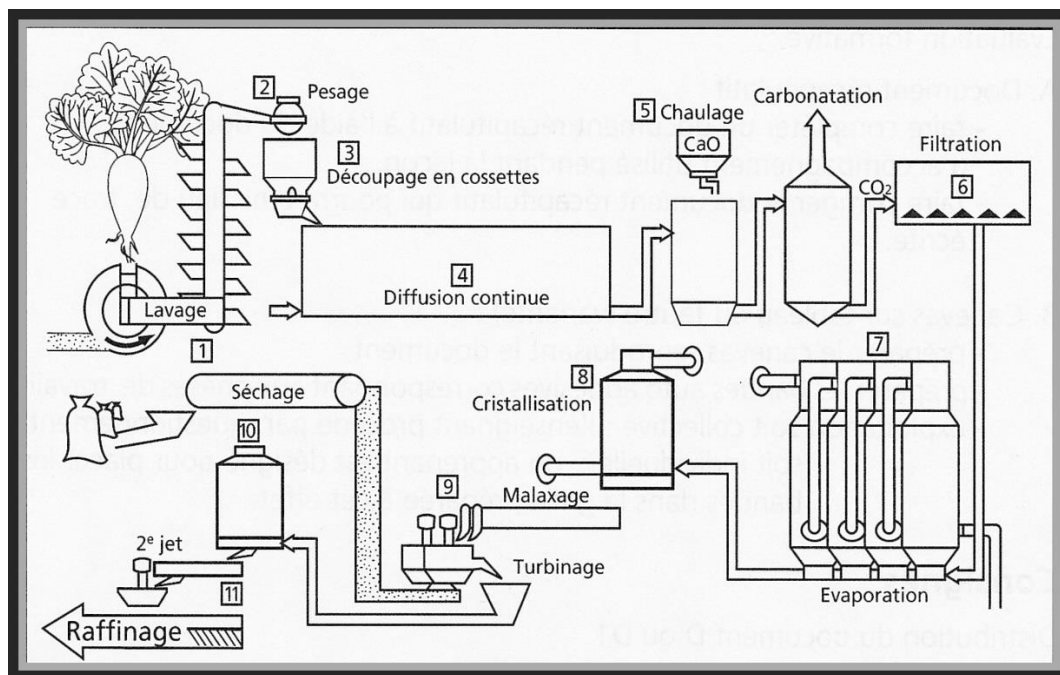 2
Pesage
3
Découpage en cossettes
5 Chaulage
CaO
Carbonatation
CO2
Filtration
6
4
Diffusion continue
Lavage
1
Séchage
10
8
Cristallisation
7
9
Malaxage
Turbinage
Evaporation
2e jet
11
Raffinage